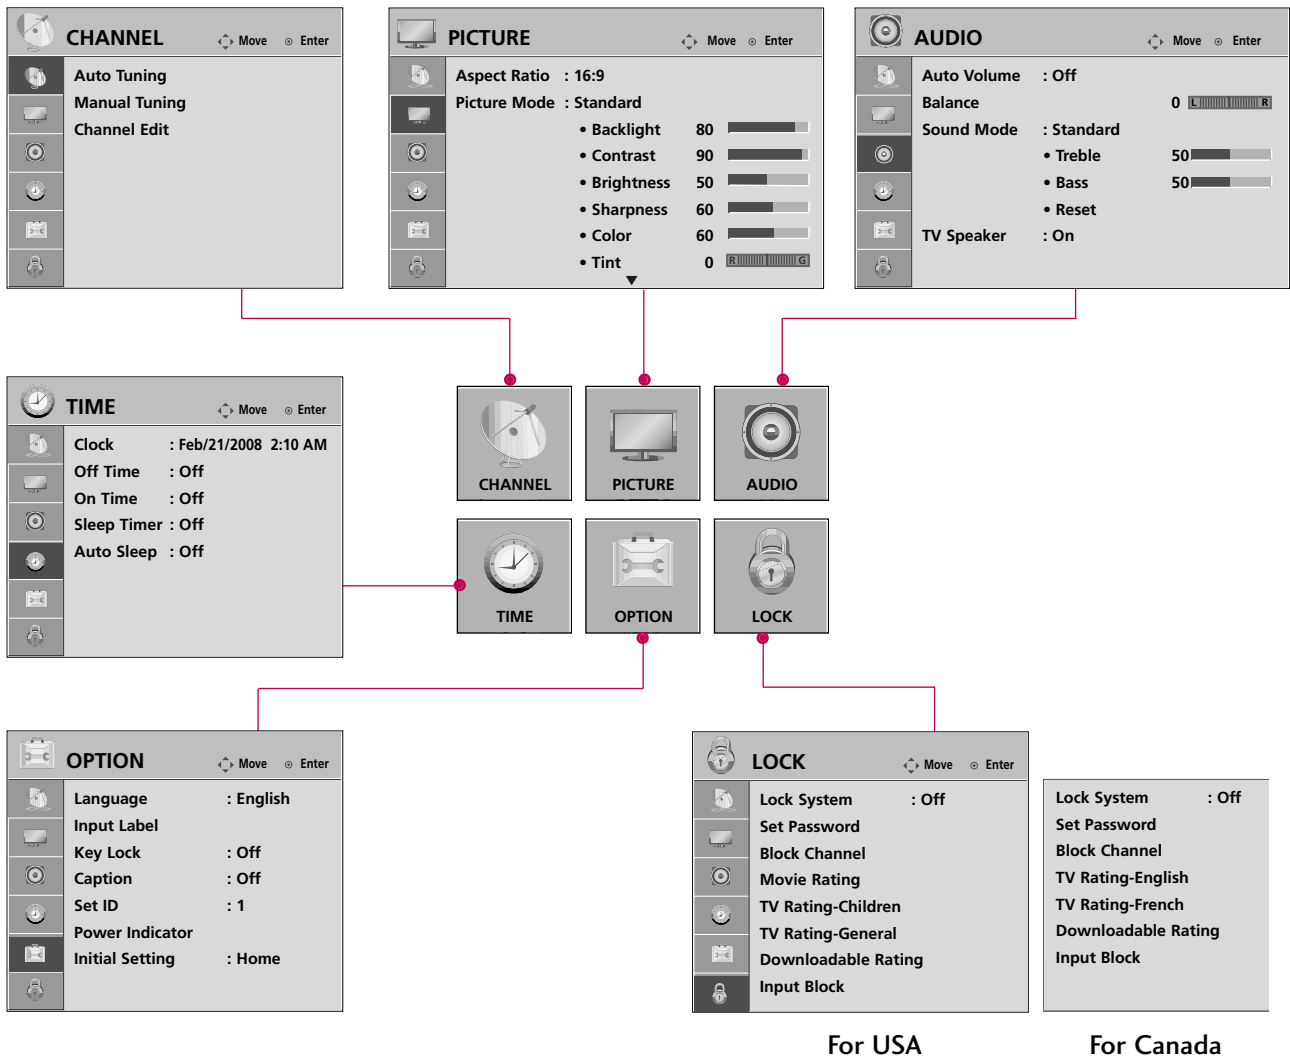 CHANNEL Move Enter
Auto Tuning
Manual Tuning
Channel Edit
PICTURE Move Enter
Aspect Ratio : 16:9
Picture Mode : Standard
• Backlight 80
• Contrast 90
• Brightness 50
• Sharpness 60
• Color 60
• Tint 0 R G
AUDIO Move Enter
Auto Volume : Off
Balance 0 L R
Sound Mode : Standard
• Treble 50
• Bass 50
• Reset
TV Speaker : On
TIME Move Enter
Clock : Feb/21/2008 2:10 AM
Off Time : Off
On Time : Off
Sleep Timer : Off
Auto Sleep : Off
CHANNEL
PICTURE
AUDIO
TIME
OPTION
LOCK
OPTION Move Enter
Language : English
Input Label
Key Lock : Off
Caption : Off
Set ID : 1
Power Indicator
Initial Setting : Home
LOCK Move Enter
Lock System : Off
Set Password
Block Channel
Movie Rating
TV Rating-Children
TV Rating-General
Downloadable Rating
Input Block
For USA
Lock System : Off
Set Password
Block Channel
TV Rating-English
TV Rating-French
Downloadable Rating
Input Block
For Canada